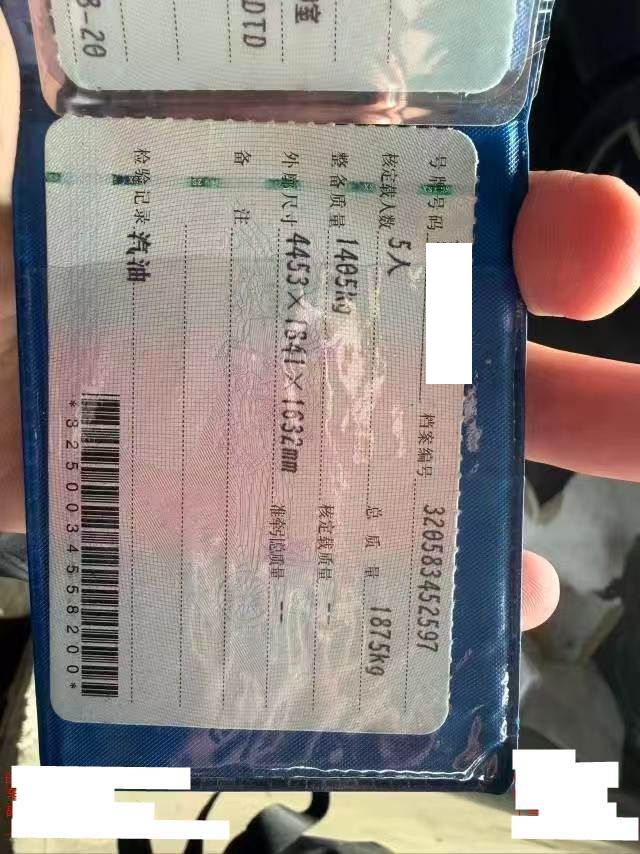 8-20
DTD
号牌号码
档案编号 320583452597
核定载人数 5人 总质量 1875kg
整备质量 1405kg 核定载质量 --
外廓尺寸 4453×1841×1632mm 准牵引总质量 --
备注
检验记录 汽油
*3250034558200*